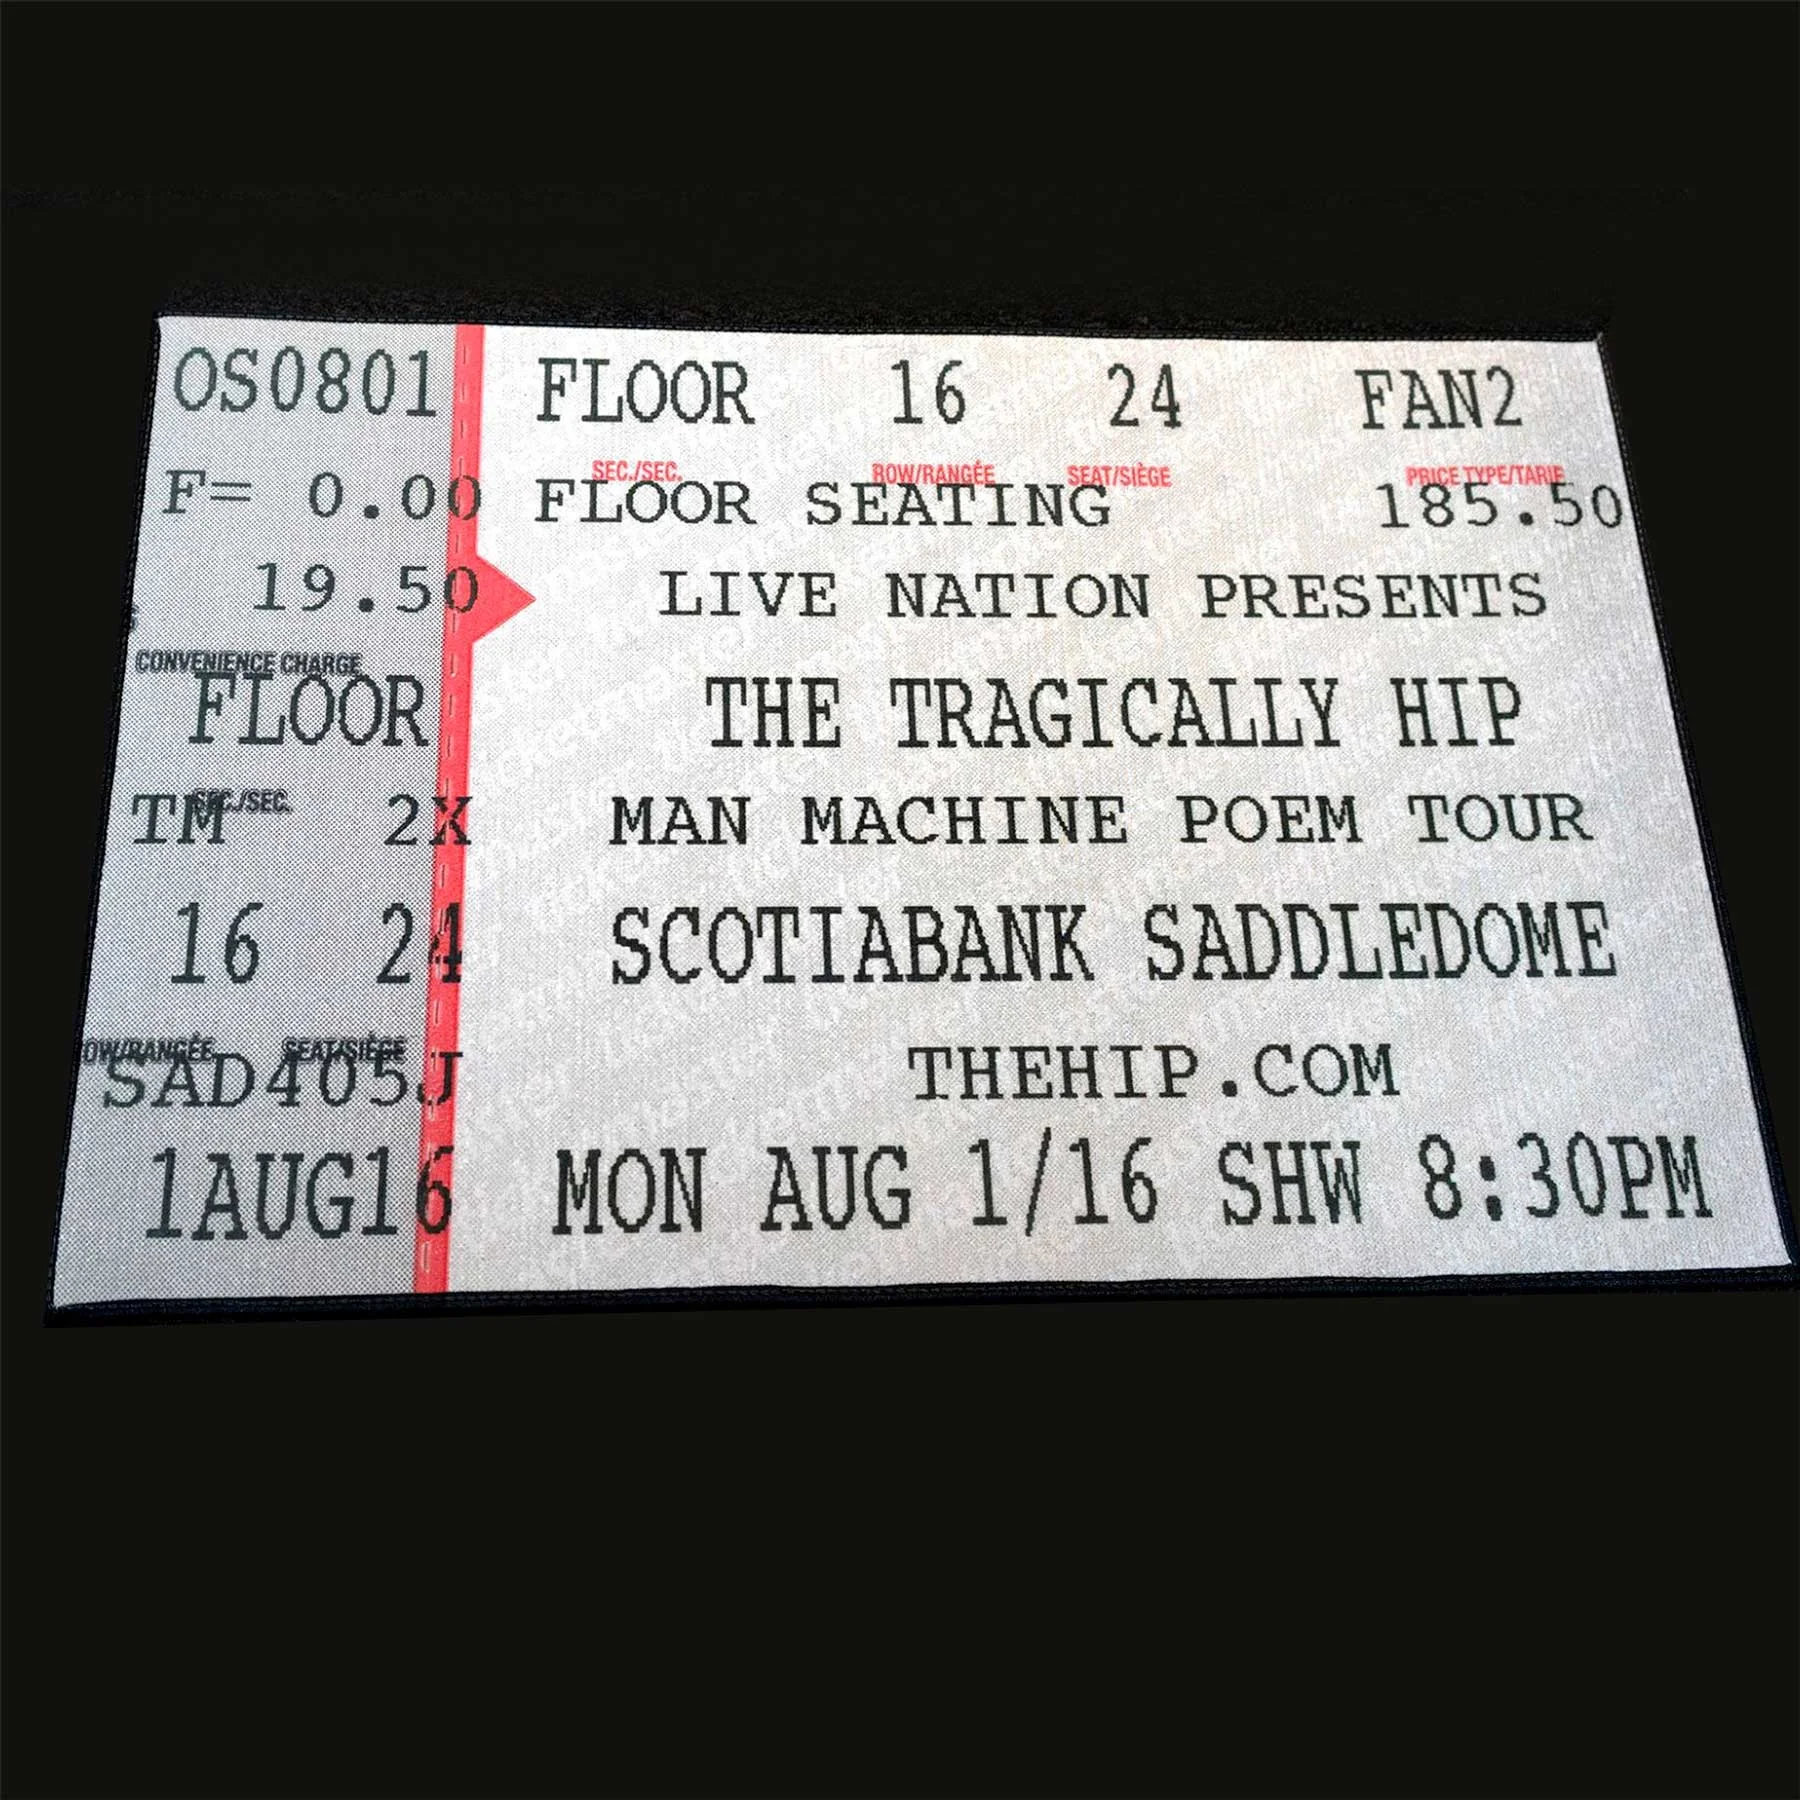 OS0801 FLOOR 16 24 FAN2
SEC./SEC. ROW/RANGÉE SEAT/SIÈGE PRICE TYPE/TARIF
F= 0.00 FLOOR SEATING 185.50
19.50 LIVE NATION PRESENTS
CONVENIENCE CHARGE
FLOOR THE TRAGICALLY HIP
SEC./SEC.
TM 2X MAN MACHINE POEM TOUR
16 24 SCOTIABANK SADDLEDOME
ROW/RANGÉE SEAT/SIÈGE
SAD405J THEHIP.COM
1AUG16 MON AUG 1/16 SHW 8:30PM